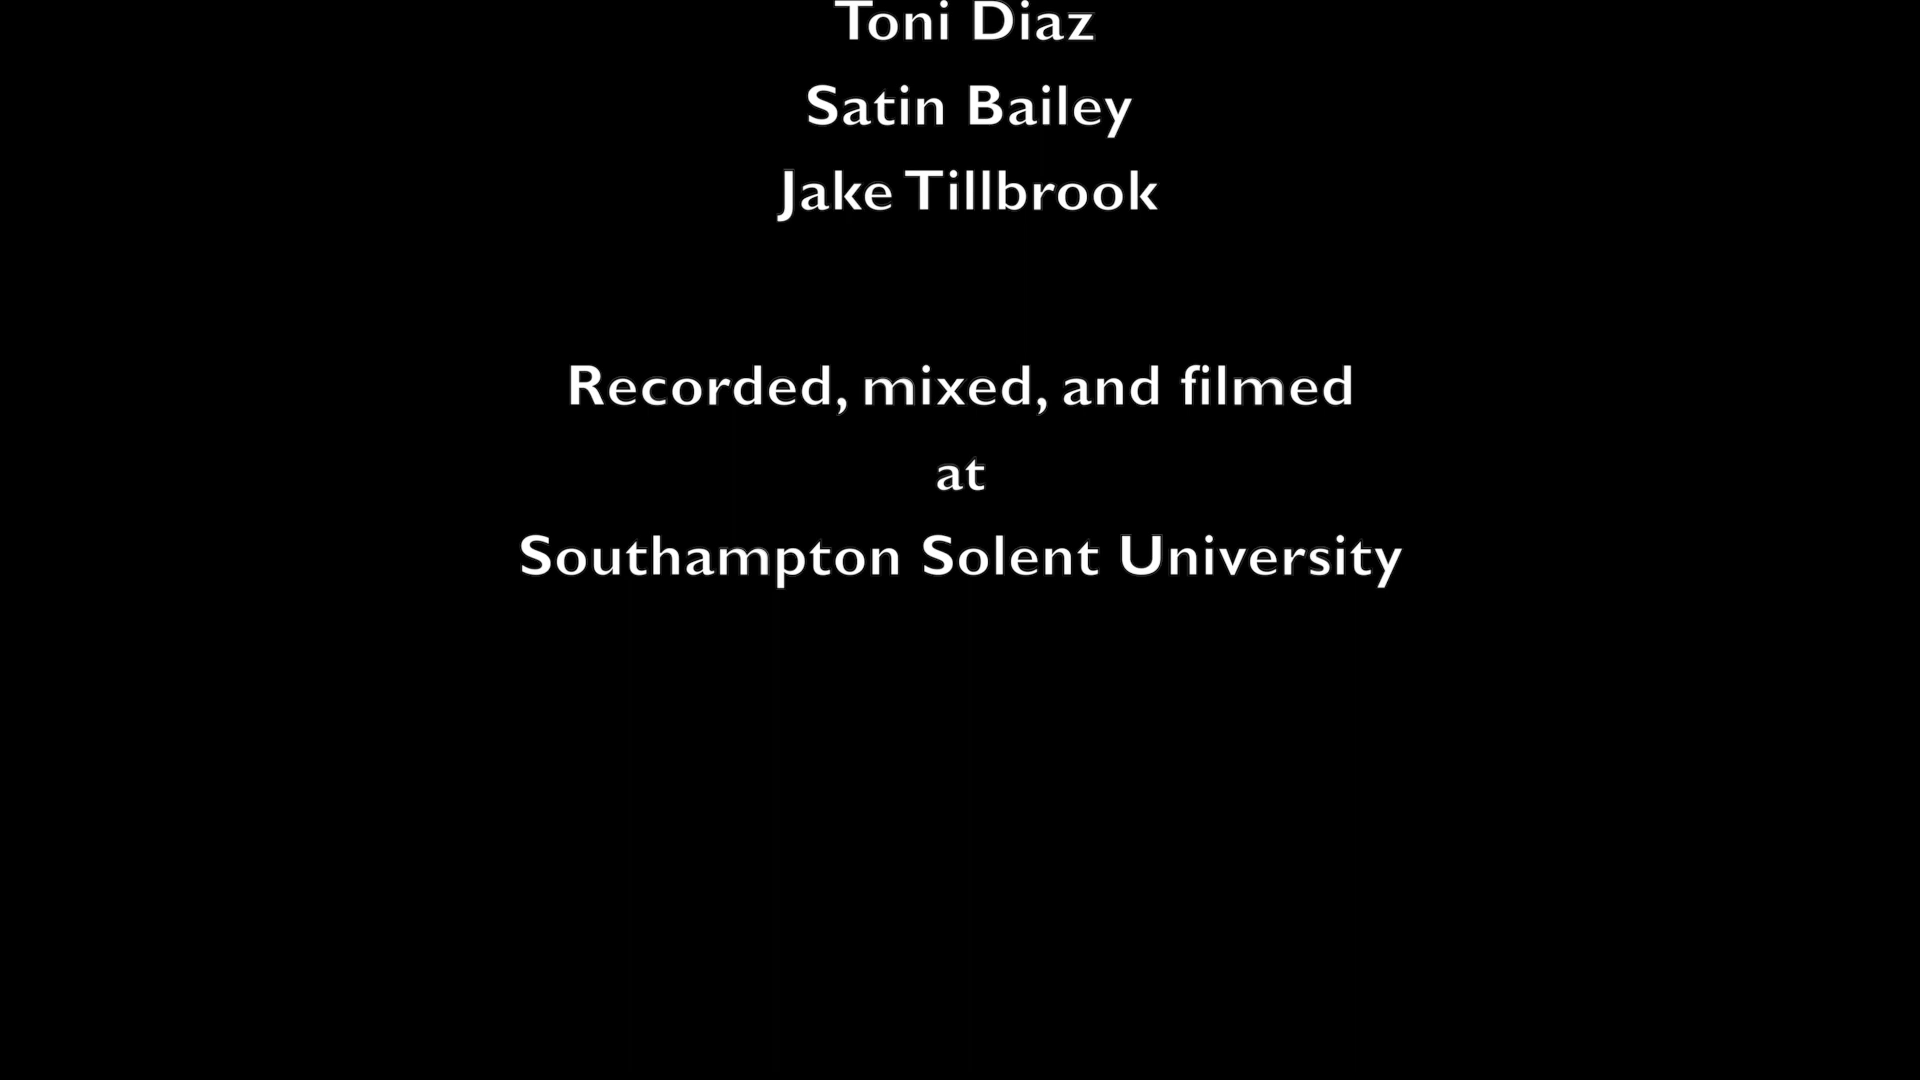 Toni Diaz
Satin Bailey
Jake Tillbrook
Recorded, mixed, and filmed
at
Southampton Solent University